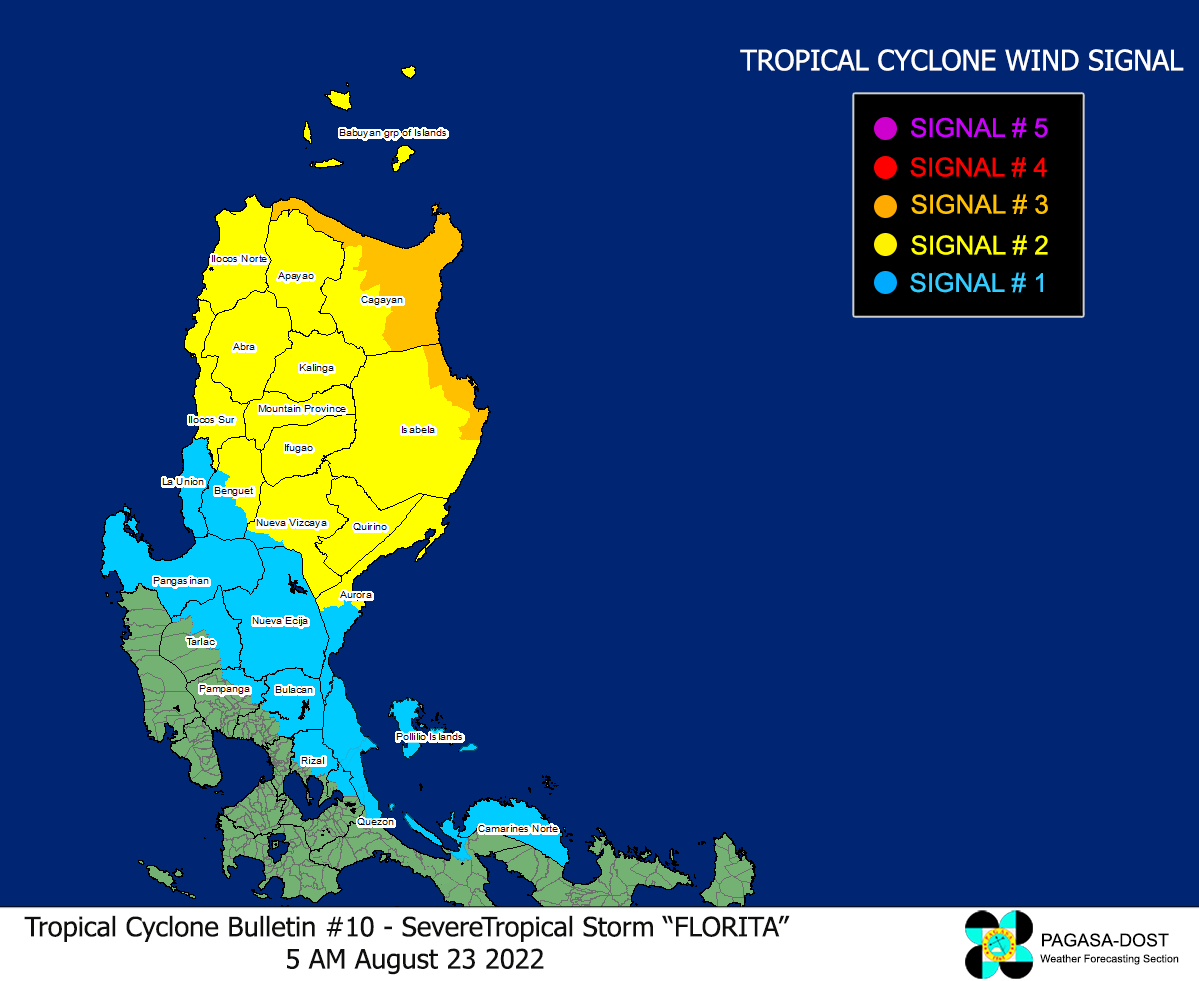 TROPICAL CYCLONE WIND SIGNAL
SIGNAL # 5
SIGNAL # 4
SIGNAL # 3
SIGNAL # 2
SIGNAL # 1
Babuyan grp of Islands
Ilocos Norte
Apayao
Cagayan
Abra
Kalinga
Mountain Province
Ilocos Sur
Isabela
Ifugao
La Union
Benguet
Nueva Vizcaya
Quirino
Pangasinan
Aurora
Nueva Ecija
Tarlac
Pampanga
Bulacan
Pollilio Islands
Rizal
Quezon
Camarines Norte
Tropical Cyclone Bulletin #10 - SevereTropical Storm “FLORITA”
5 AM August 23 2022
PAGASA-DOST
Weather Forecasting Section